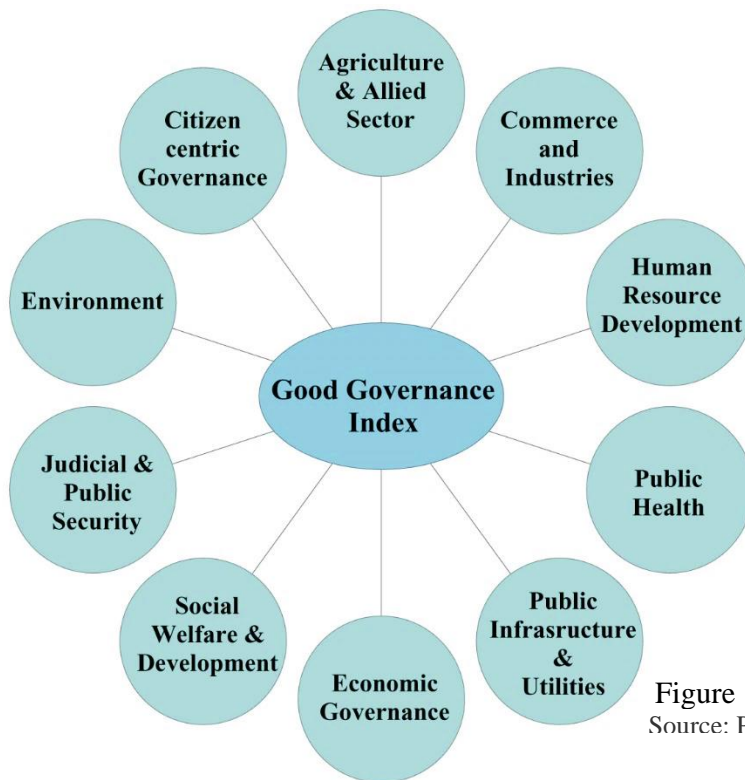 Agriculture
& Allied
Sector
Commerce
and
Industries
Human
Resource
Development
Public
Health
Public
Infrasructure
&
Utilities
Economic
Governance
Social
Welfare &
Development
Judicial &
Public
Security
Environment
Citizen
centric
Governance
Good Governance
Index
Figure
Source: